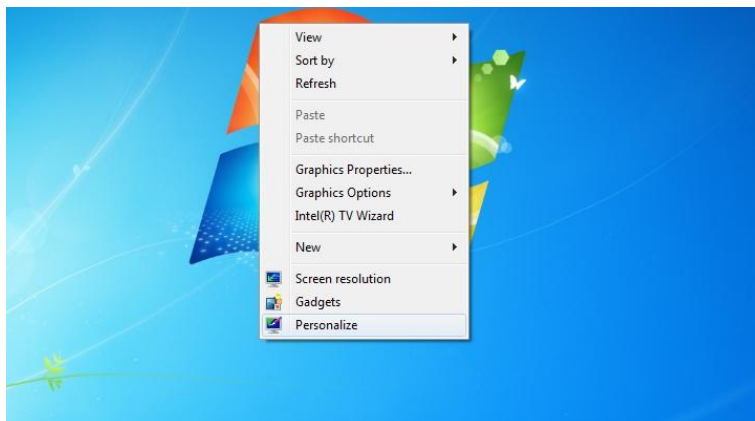 View
Sort by
Refresh
Paste
Paste shortcut
Graphics Properties...
Graphics Options
Intel(R) TV Wizard
New
Screen resolution
Gadgets
Personalize